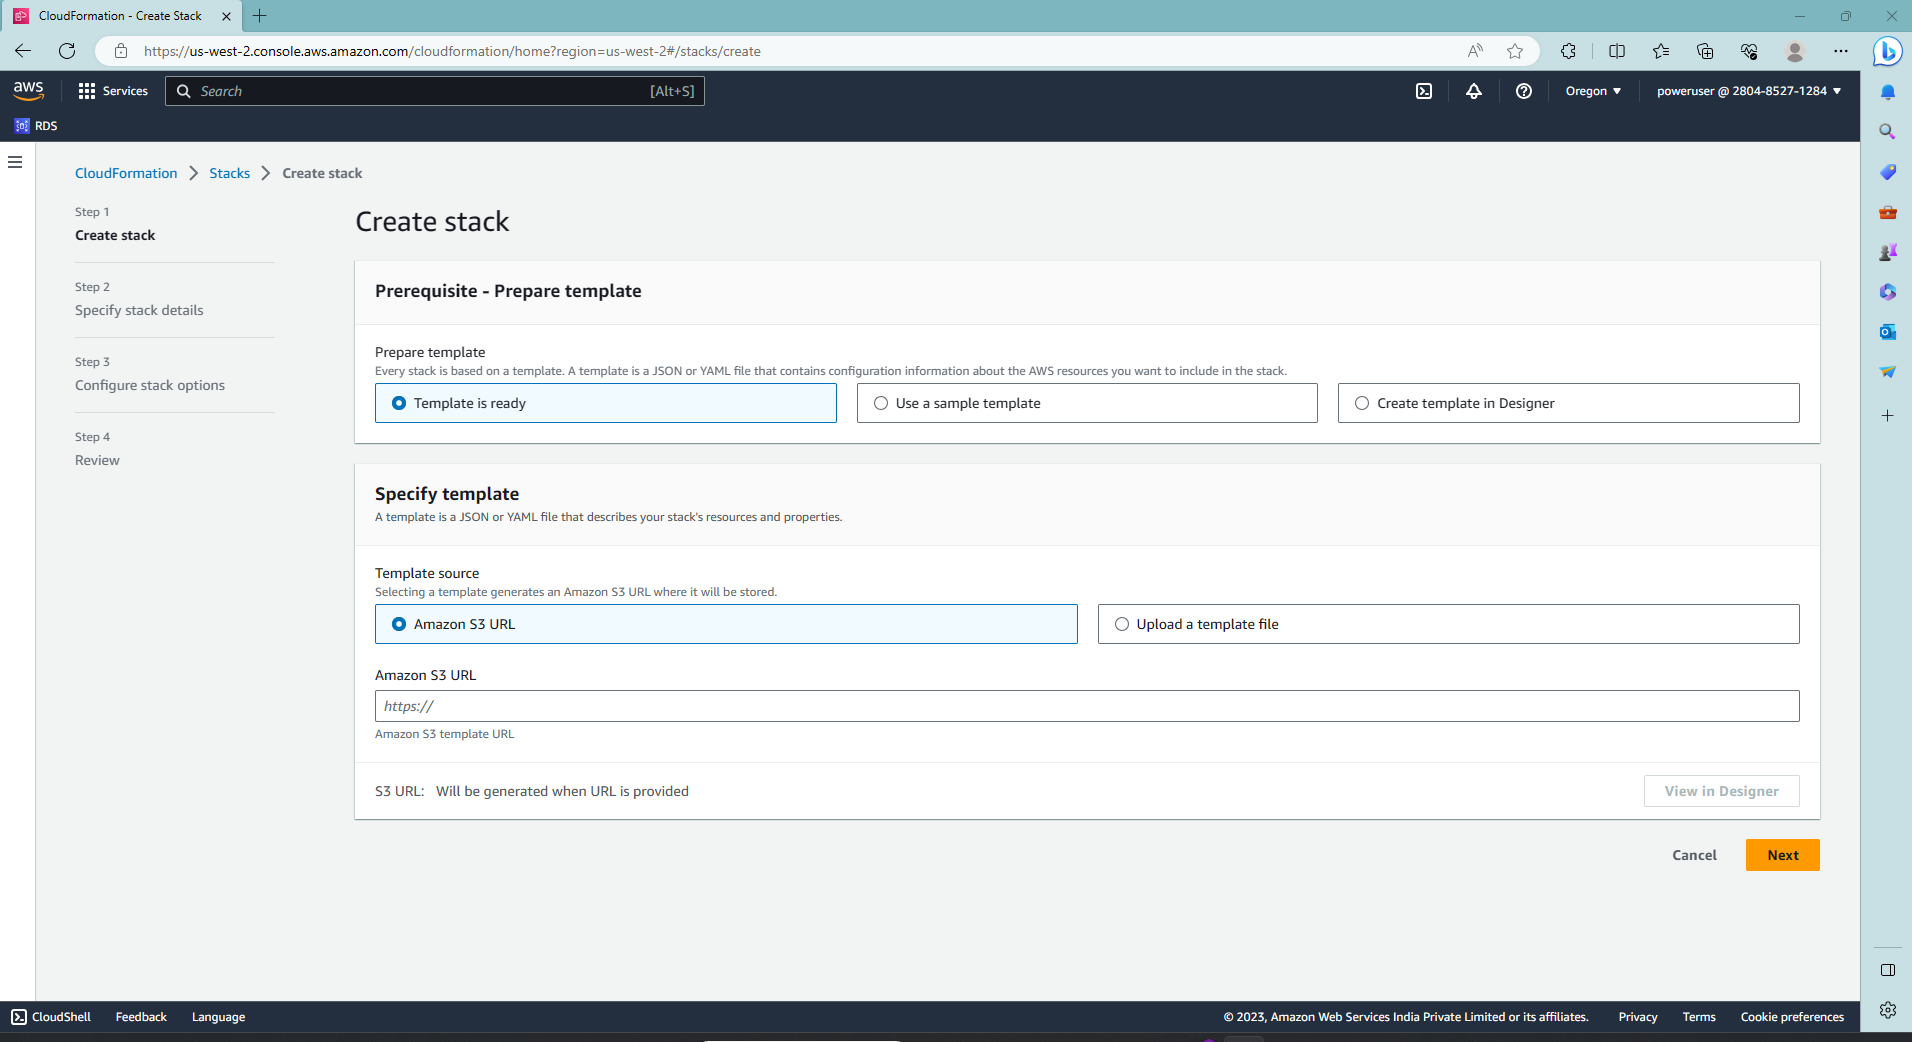 CloudFormation - Create Stack
https://us-west-2.console.aws.amazon.com/cloudformation/home?region=us-west-2#/stacks/create
aws
Services
Search
[Alt+S]
Oregon
poweruser @ 2804-8527-1284
RDS
CloudFormation
Stacks
Create stack
Step 1
Create stack
Step 2
Specify stack details
Step 3
Configure stack options
Step 4
Review
Create stack
Prerequisite - Prepare template
Prepare template
Every stack is based on a template. A template is a JSON or YAML file that contains configuration information about the AWS resources you want to include in the stack.
Template is ready
Use a sample template
Create template in Designer
Specify template
A template is a JSON or YAML file that describes your stack's resources and properties.
Template source
Selecting a template generates an Amazon S3 URL where it will be stored.
Amazon S3 URL
Upload a template file
Amazon S3 URL
https://
Amazon S3 template URL
S3 URL: Will be generated when URL is provided
View in Designer
Cancel
Next
CloudShell
Feedback
Language
© 2023, Amazon Web Services India Private Limited or its affiliates.
Privacy
Terms
Cookie preferences